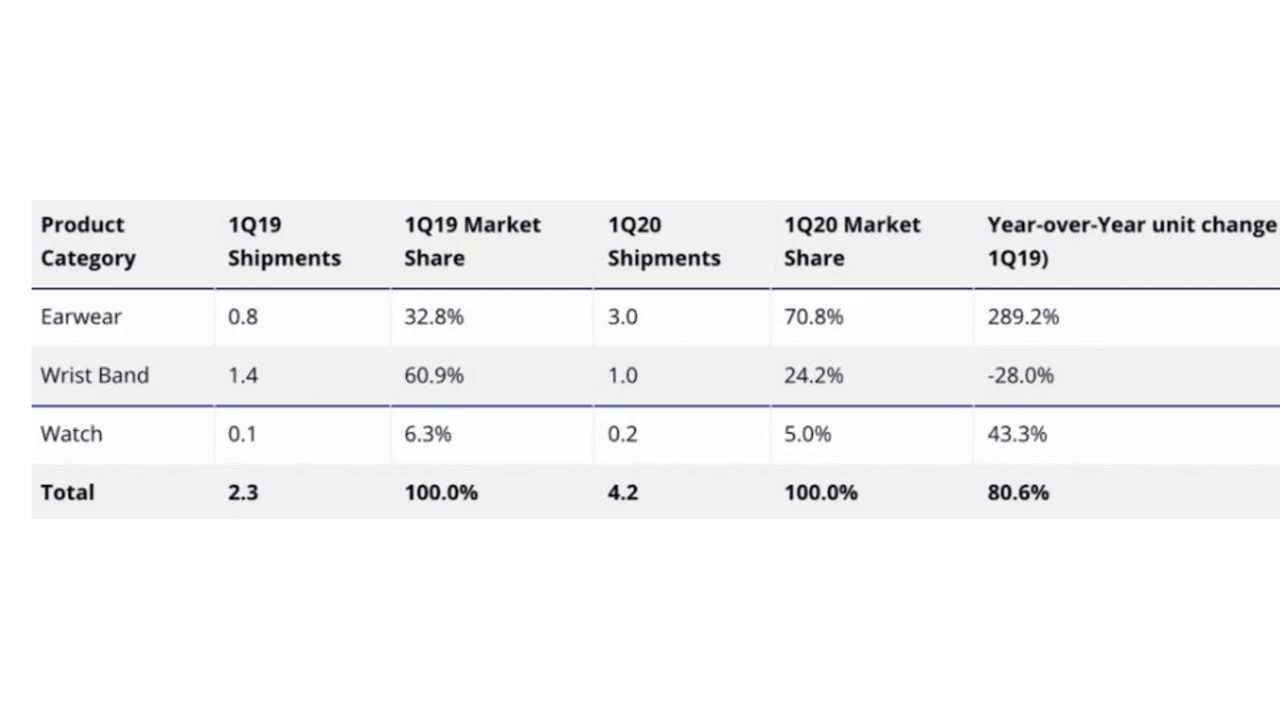 Product Category 1Q19 Shipments 1Q19 Market Share 1Q20 Shipments 1Q20 Market Share Year-over-Year unit change 1Q19)
Earwear 0.8 32.8% 3.0 70.8% 289.2%
Wrist Band 1.4 60.9% 1.0 24.2% -28.0%
Watch 0.1 6.3% 0.2 5.0% 43.3%
Total 2.3 100.0% 4.2 100.0% 80.6%